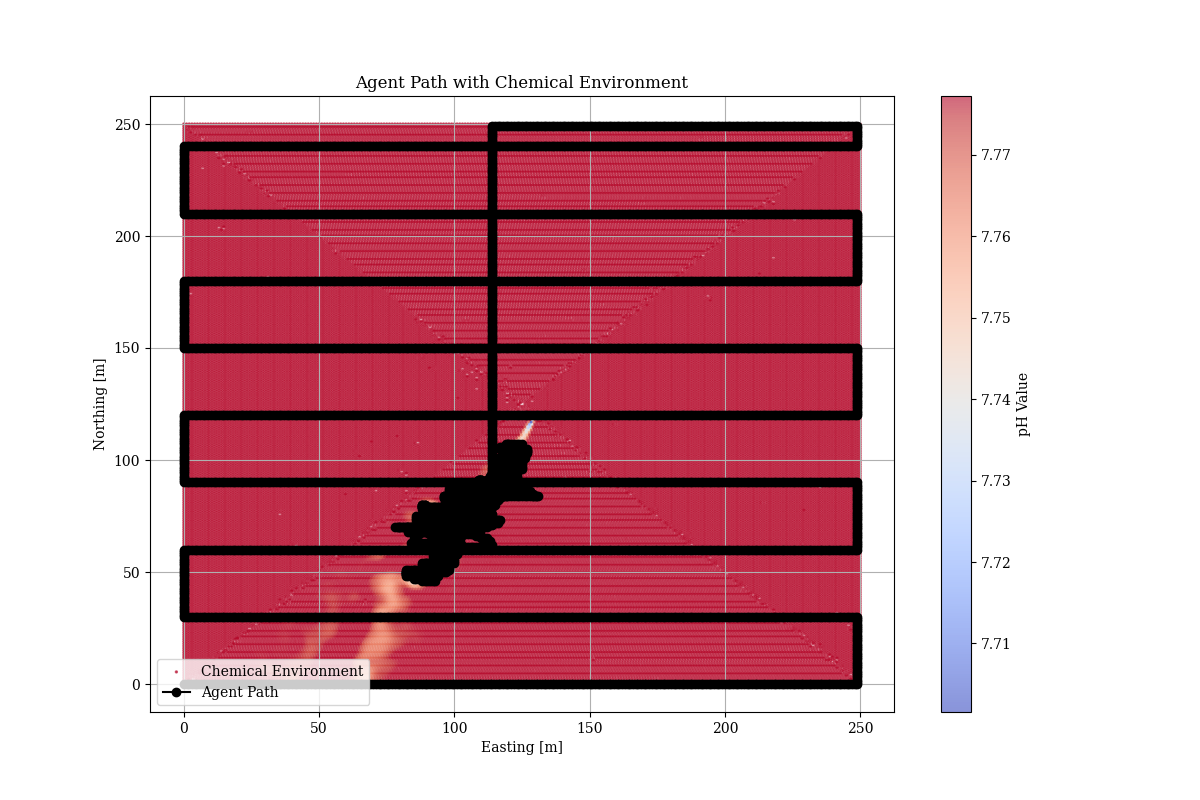 Agent Path with Chemical Environment
250
200
150
100
50
0
Northing [m]
0 50 100 150 200 250
Easting [m]
Chemical Environment
Agent Path
7.77
7.76
7.75
7.74
7.73
7.72
7.71
pH Value